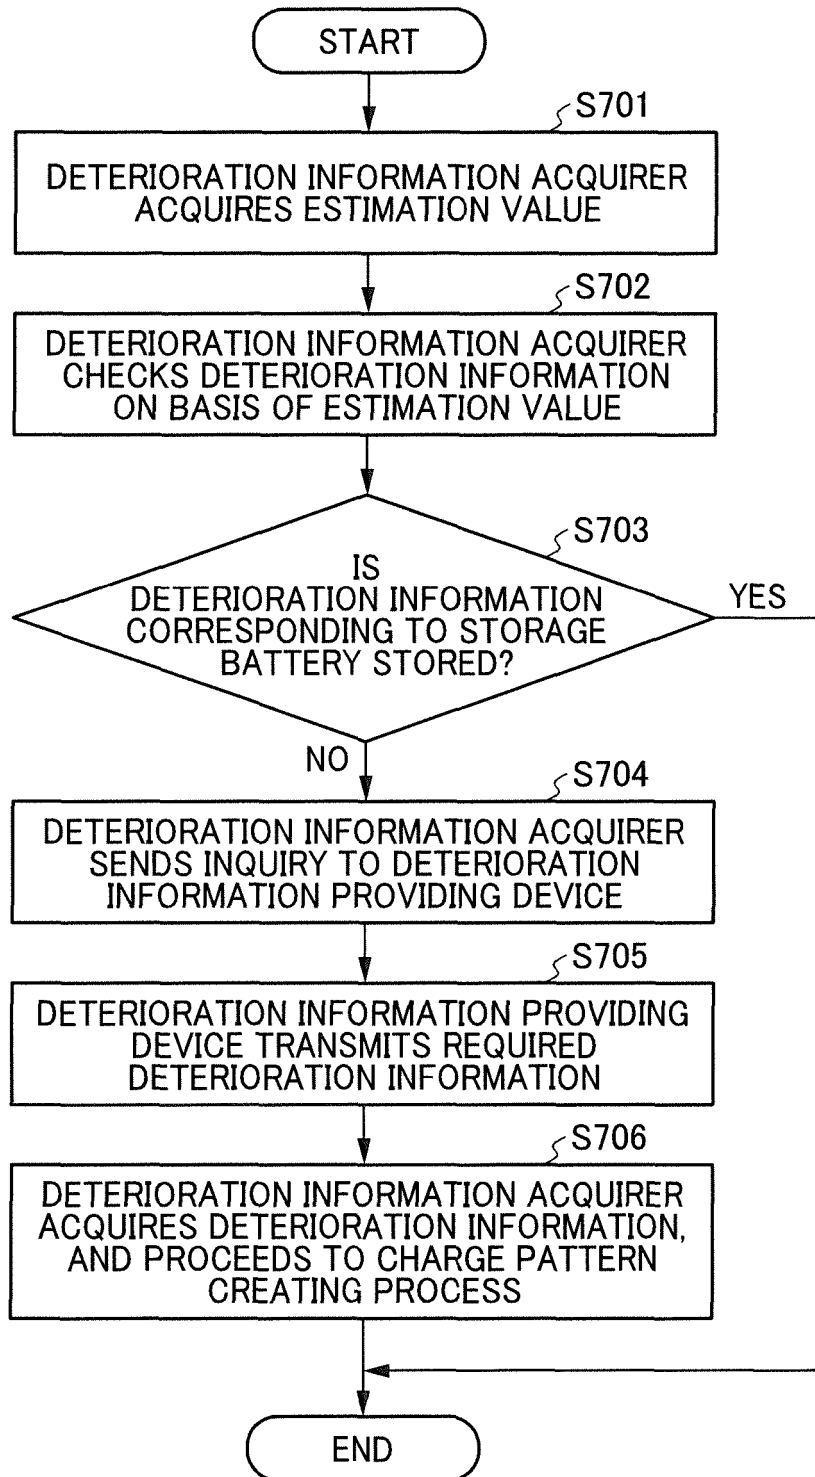 START
S701
DETERIORATION INFORMATION ACQUIRER
ACQUIRES ESTIMATION VALUE
S702
DETERIORATION INFORMATION ACQUIRER
CHECKS DETERIORATION INFORMATION
ON BASIS OF ESTIMATION VALUE
S703
IS
DETERIORATION INFORMATION
CORRESPONDING TO STORAGE
BATTERY STORED?
YES
NO
S704
DETERIORATION INFORMATION ACQUIRER
SENDS INQUIRY TO DETERIORATION
INFORMATION PROVIDING DEVICE
S705
DETERIORATION INFORMATION PROVIDING
DEVICE TRANSMITS REQUIRED
DETERIORATION INFORMATION
S706
DETERIORATION INFORMATION ACQUIRER
ACQUIRES DETERIORATION INFORMATION,
AND PROCEEDS TO CHARGE PATTERN
CREATING PROCESS
END